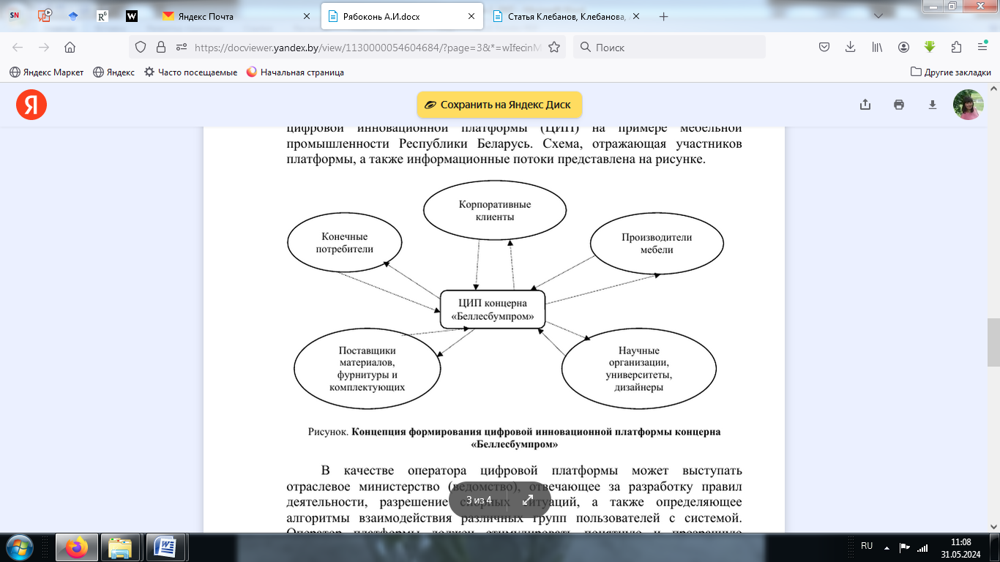 SN
R⁶
W
Яндекс Почта
Рябоконь А.И.docx
Статья Клебанов, Клебанова,
https://docviewer.yandex.by/view/1130000054604684/?page=3&*=wIfecinM
Поиск
Яндекс Маркет
Яндекс
Часто посещаемые
Начальная страница
Другие закладки
Я
Сохранить на Яндекс Диск
цифровой инновационной платформы (ЦИП) на примере мебельной
промышленности Республики Беларусь. Схема, отражающая участников
платформы, а также информационные потоки представлена на рисунке.
Корпоративные
клиенты
Конечные
потребители
Производители
мебели
ЦИП концерна
«Беллесбумпром»
Поставщики
материалов,
фурнитуры и
комплектующих
Научные
организации,
университеты,
дизайнеры
Рисунок. Концепция формирования цифровой инновационной платформы концерна
«Беллесбумпром»
В качестве оператора цифровой платформы может выступать
отраслевое министерство (ведомство), отвечающее за разработку правил
деятельности, разрешение спорных ситуаций, а также определяющее
алгоритмы взаимодействия различных групп пользователей с системой.
Оператор платформы должен стимулировать понятную и прозрачную
3 из 4
RU
11:08
31.05.2024